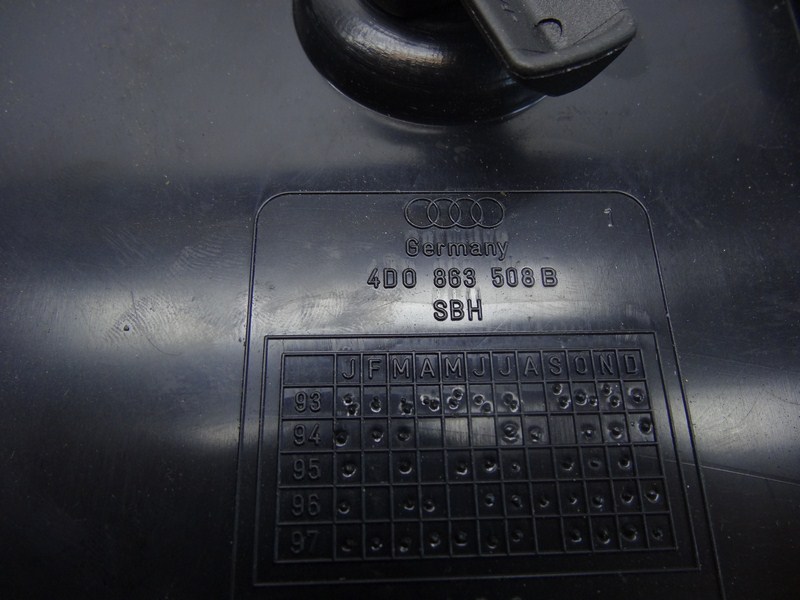 Germany
4D0 863 508 B
SBH
J F M A M J J A S O N D
93
94
95
96
97